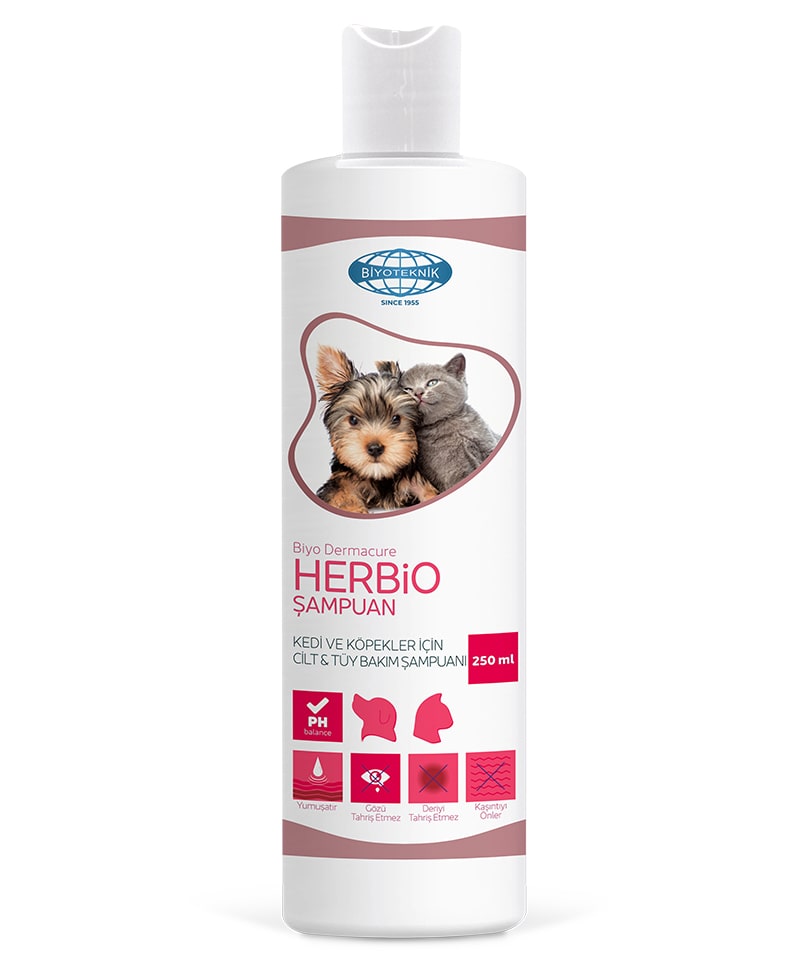 BİYOTEKNİK
SINCE 1955
Biyo Dermacure
HERBiO
ŞAMPUAN
KEDİ VE KÖPEKLER İÇİN
CİLT & TÜY BAKIM ŞAMPUANI
250 ml
PH
balance
Yumuşatır
Gözü
Tahriş Etmez
Deriyi
Tahriş Etmez
Kaşıntıyı
Önler